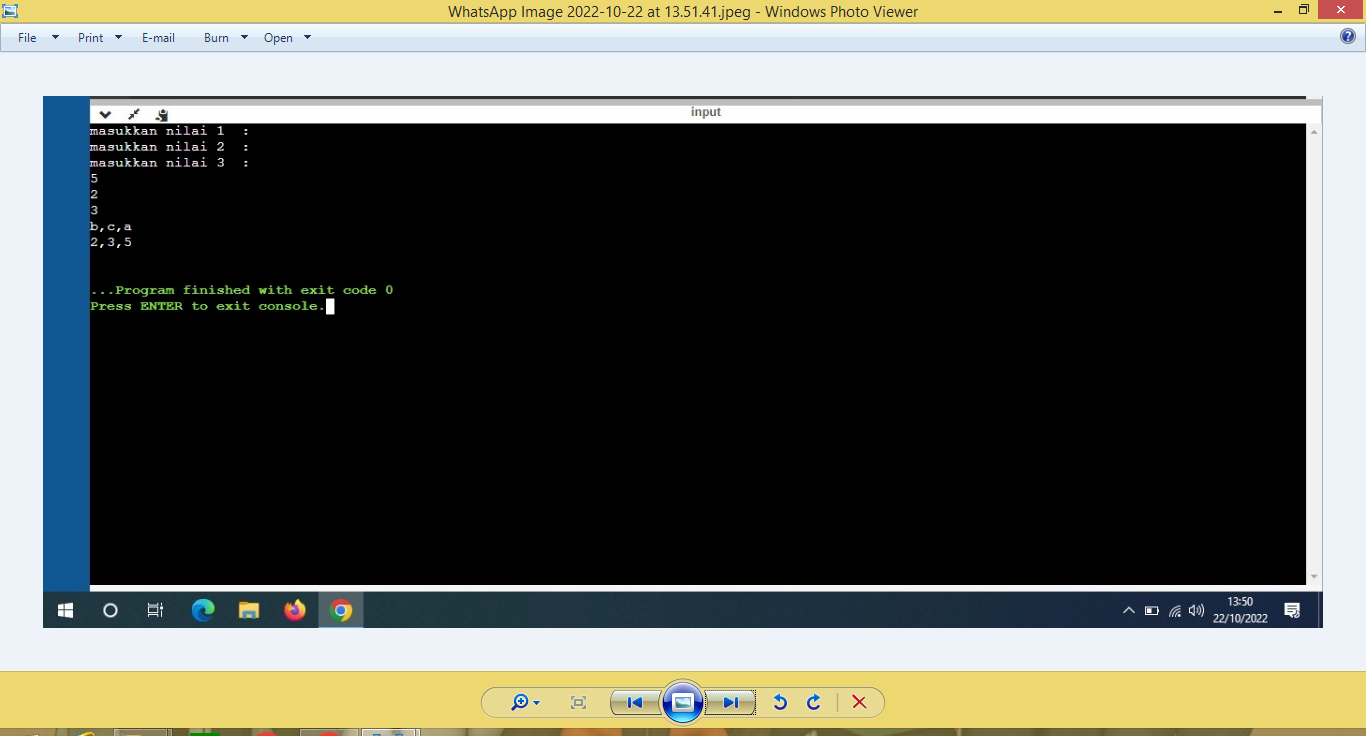 WhatsApp Image 2022-10-22 at 13.51.41.jpeg - Windows Photo Viewer
File Print E-mail Burn Open
input
masukkan nilai 1 :
masukkan nilai 2 :
masukkan nilai 3 :
5
2
3
b,c,a
2,3,5
...Program finished with exit code 0
Press ENTER to exit console.
13:50
22/10/2022